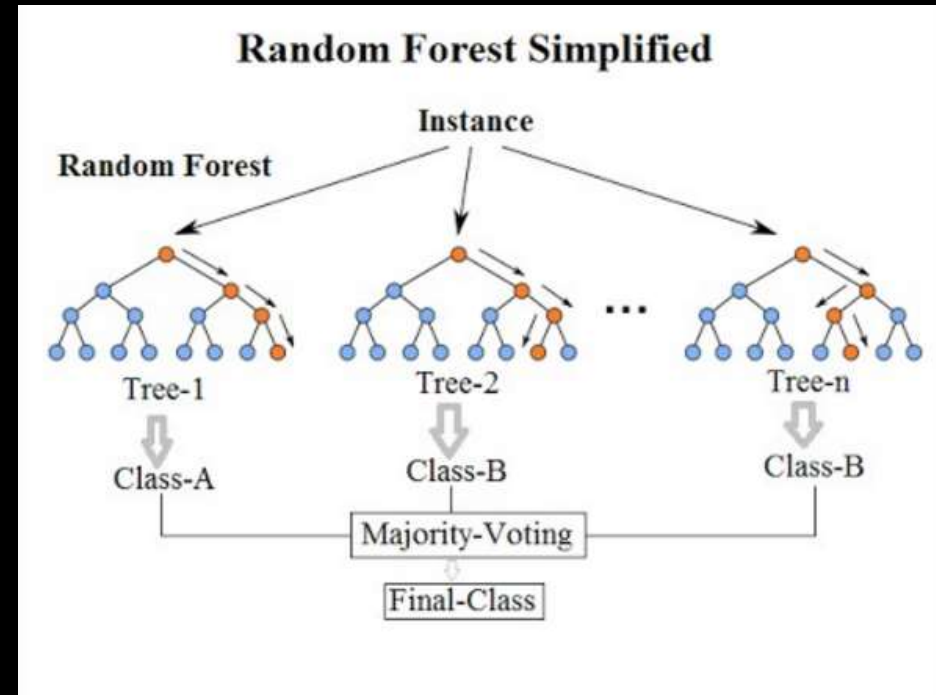 Random Forest Simplified
Instance
Random Forest
...
Tree-1
Tree-2
Tree-n
Class-A
Class-B
Class-B
Majority-Voting
Final-Class